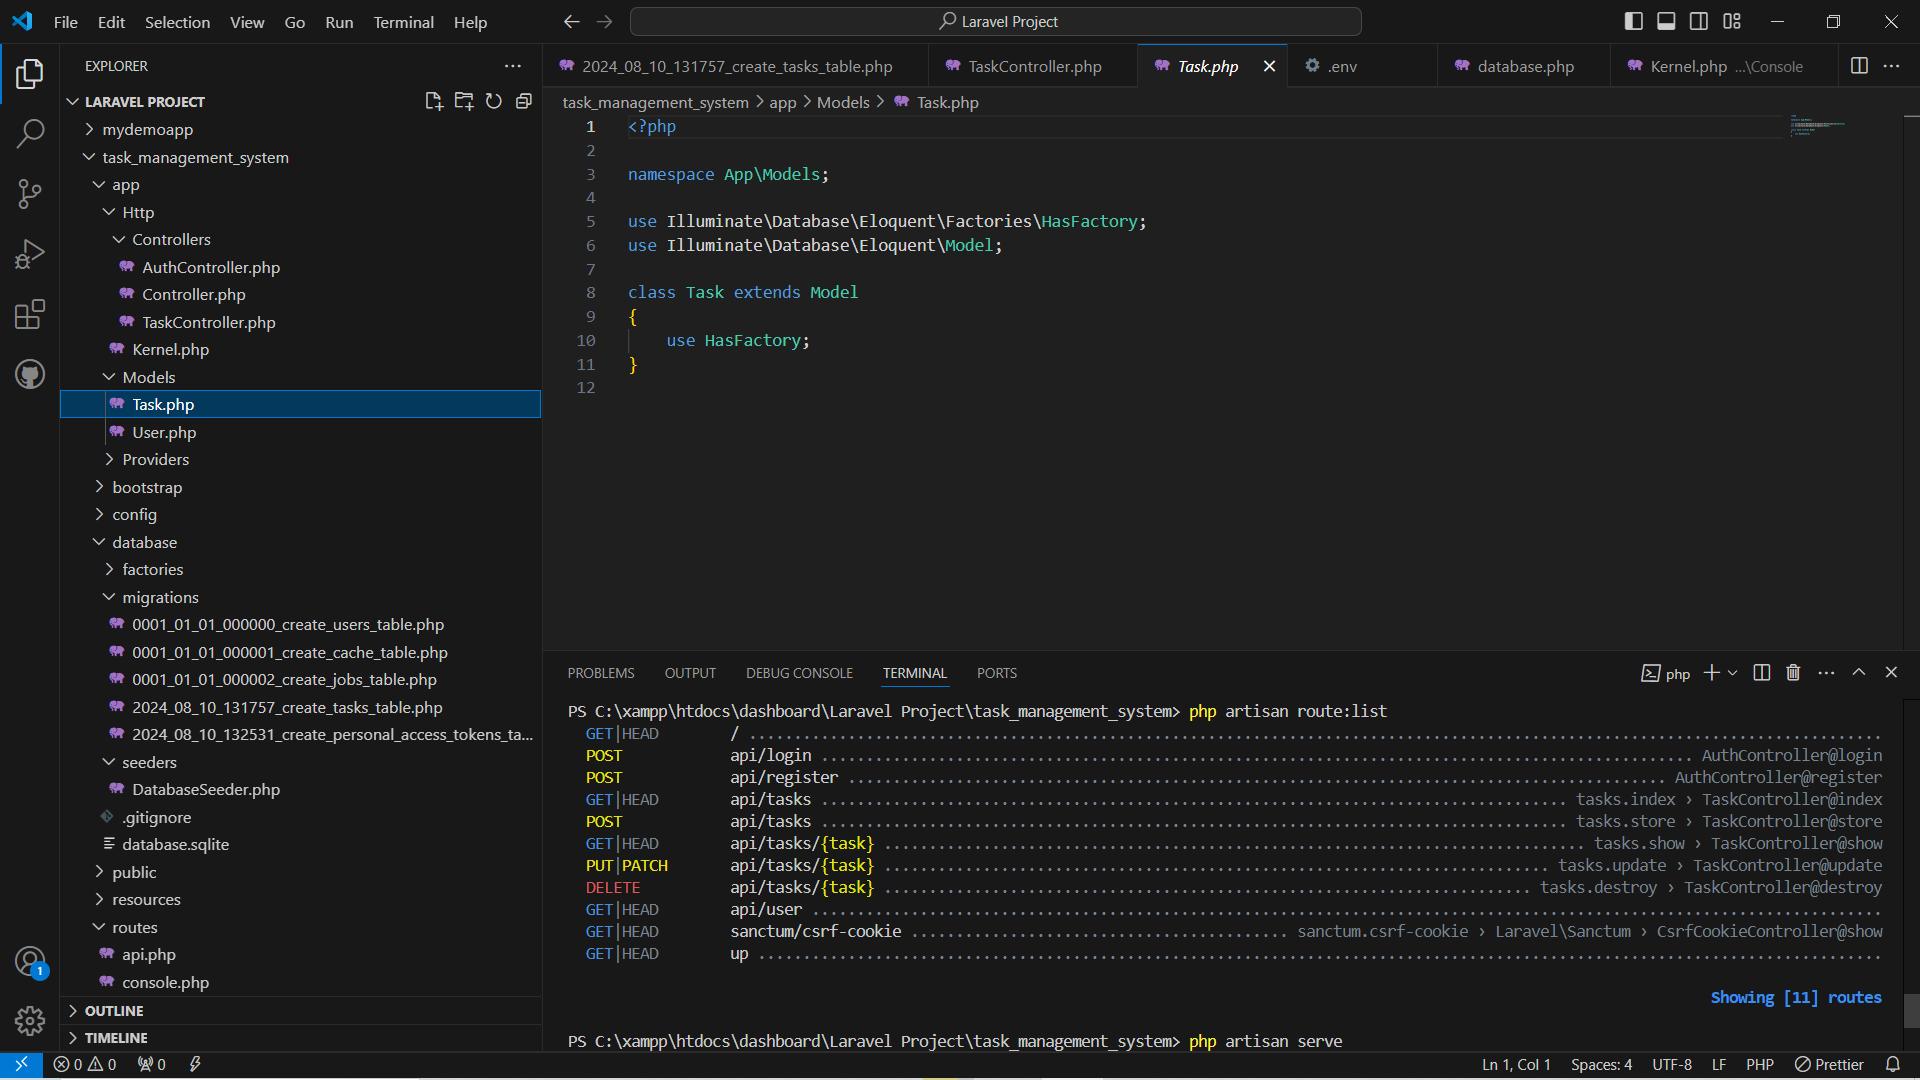 File Edit Selection View Go Run Terminal Help
Laravel Project
EXPLORER
LARAVEL PROJECT
mydemoapp
task_management_system
app
Http
Controllers
AuthController.php
Controller.php
TaskController.php
Kernel.php
Models
Task.php
User.php
Providers
bootstrap
config
database
factories
migrations
0001_01_01_000000_create_users_table.php
0001_01_01_000001_create_cache_table.php
0001_01_01_000002_create_jobs_table.php
2024_08_10_131757_create_tasks_table.php
2024_08_10_132531_create_personal_access_tokens_ta...
seeders
DatabaseSeeder.php
.gitignore
database.sqlite
public
resources
routes
api.php
console.php
OUTLINE
TIMELINE
1
2024_08_10_131757_create_tasks_table.php TaskController.php Task.php .env database.php Kernel.php ...\Console
task_management_system > app > Models > Task.php
1 <?php
2
3 namespace App\Models;
4
5 use Illuminate\Database\Eloquent\Factories\HasFactory;
6 use Illuminate\Database\Eloquent\Model;
7
8 class Task extends Model
9 {
10     use HasFactory;
11 }
12
PROBLEMS OUTPUT DEBUG CONSOLE TERMINAL PORTS php
PS C:\xampp\htdocs\dashboard\Laravel Project\task_management_system> php artisan route:list
GET|HEAD / ..........
POST api/login .......... AuthController@login
POST api/register .......... AuthController@register
GET|HEAD api/tasks .......... tasks.index › TaskController@index
POST api/tasks .......... tasks.store › TaskController@store
GET|HEAD api/tasks/{task} .......... tasks.show › TaskController@show
PUT|PATCH api/tasks/{task} .......... tasks.update › TaskController@update
DELETE api/tasks/{task} .......... tasks.destroy › TaskController@destroy
GET|HEAD api/user ..........
GET|HEAD sanctum/csrf-cookie .......... sanctum.csrf-cookie › Laravel\Sanctum › CsrfCookieController@show
GET|HEAD up ..........
Showing [11] routes
PS C:\xampp\htdocs\dashboard\Laravel Project\task_management_system> php artisan serve
0 0 0 Ln 1, Col 1 Spaces: 4 UTF-8 LF PHP Prettier